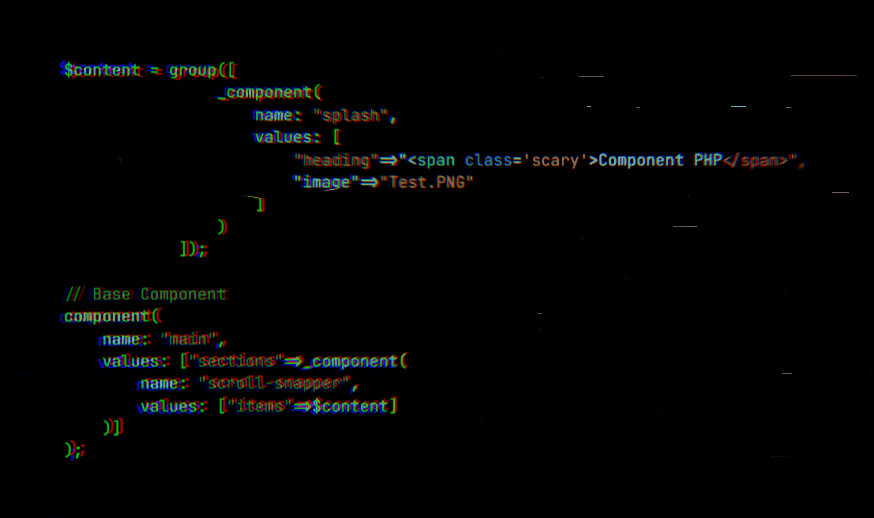 $content = group([
_component(
name: "splash",
values: [
"heading"=>"<span class='scary'>Component PHP</span>",
"image"=>"Test.PNG"
]
)
]);
// Base Component
component(
name: "main",
values: ["sections"=>_component(
name: "scroll-snapper",
values: ["items"=>$content]
)]
);